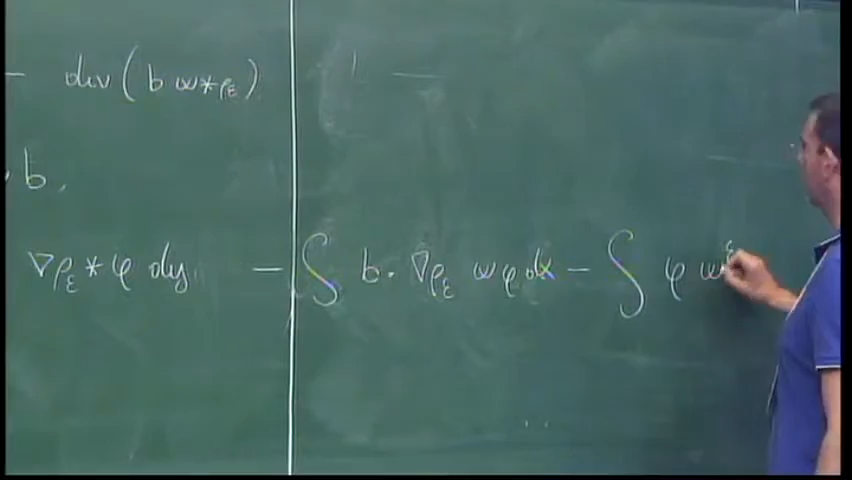 — div(b w*ρ_ε)
· b.
∇ρ_ε * φ dy — ∫ b · ∇ρ_ε w φ dx — ∫ φ w^ε